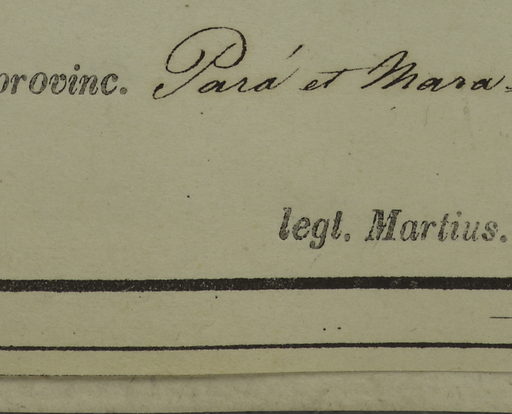 provinc. Pará et Mara-
legt. Martius.